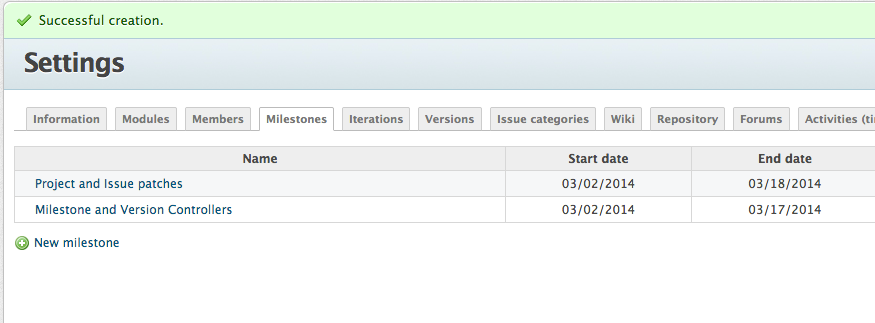 Successful creation.
Settings
Information Modules Members Milestones Iterations Versions Issue categories Wiki Repository Forums Activities (ti
Name Start date End date
Project and Issue patches 03/02/2014 03/18/2014
Milestone and Version Controllers 03/02/2014 03/17/2014
New milestone